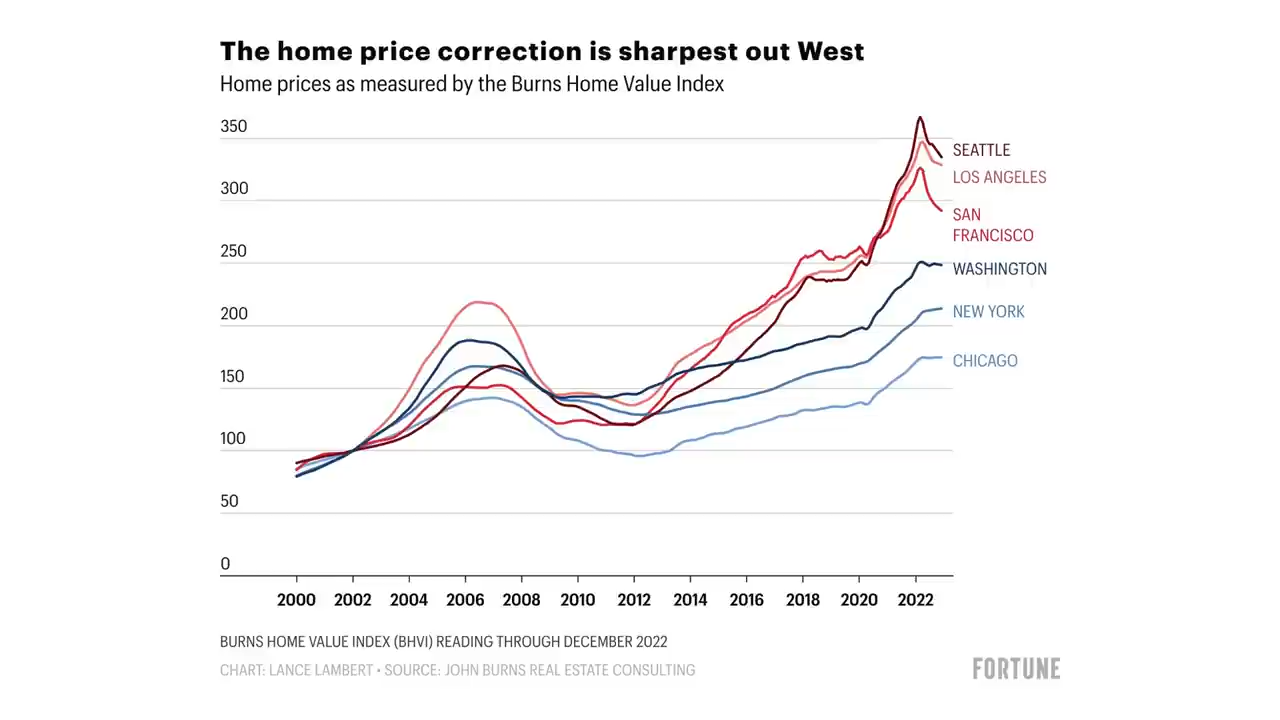 The home price correction is sharpest out West
Home prices as measured by the Burns Home Value Index
350
300
250
200
150
100
50
0
SEATTLE
LOS ANGELES
SAN
FRANCISCO
WASHINGTON
NEW YORK
CHICAGO
2000 2002 2004 2006 2008 2010 2012 2014 2016 2018 2020 2022
BURNS HOME VALUE INDEX (BHVI) READING THROUGH DECEMBER 2022
CHART: LANCE LAMBERT • SOURCE: JOHN BURNS REAL ESTATE CONSULTING
FORTUNE